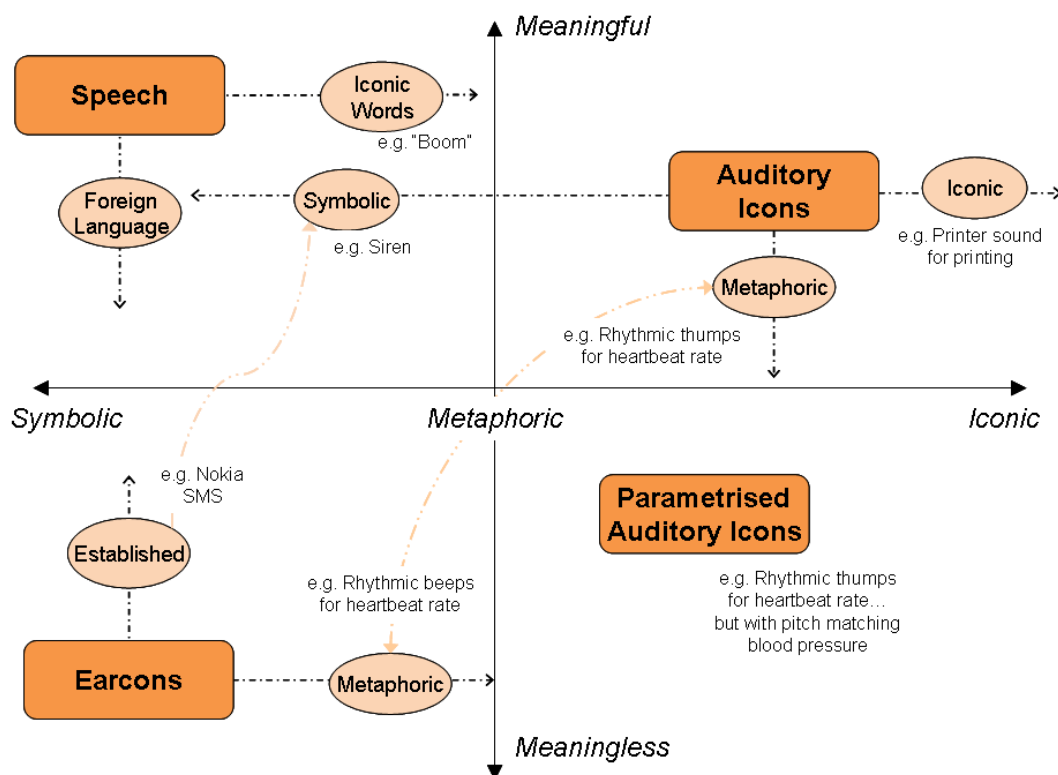 Meaningful
Speech
Iconic
Words
e.g. "Boom"
Foreign
Language
Symbolic
e.g. Siren
Auditory
Icons
Iconic
e.g. Printer sound
for printing
Metaphoric
e.g. Rhythmic thumps
for heartbeat rate
Symbolic
Metaphoric
Iconic
e.g. Nokia
SMS
Established
Parametrised
Auditory Icons
e.g. Rhythmic beeps
for heartbeat rate
e.g. Rhythmic thumps
for heartbeat rate…
but with pitch matching
blood pressure
Earcons
Metaphoric
Meaningless